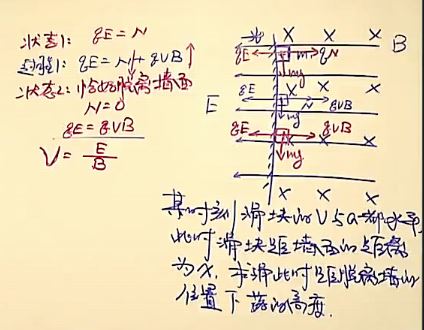 状态1: qE = N
过程1: qE = N + qvB
状态2: 恰好脱离墙面
N = 0
qE = qvB
V = E/B
光 × × × B
qE m N
mg
qE N qvB
E
mg
qE N qvB
mg
× × ×
某时刻滑块的V与a都水平,
此时滑块距墙面的距离
为x, 求滑此时距脱离墙的
位置下落的高度.